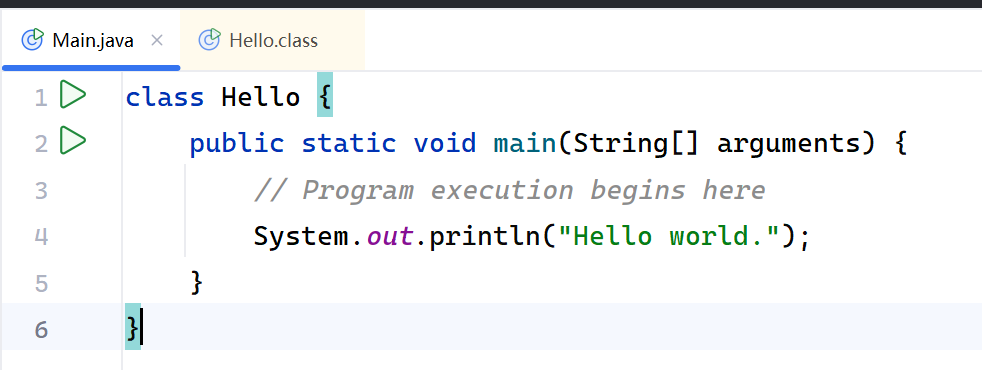 Main.java × Hello.class
1 class Hello {
2     public static void main(String[] arguments) {
3         // Program execution begins here
4         System.out.println("Hello world.");
5     }
6 }